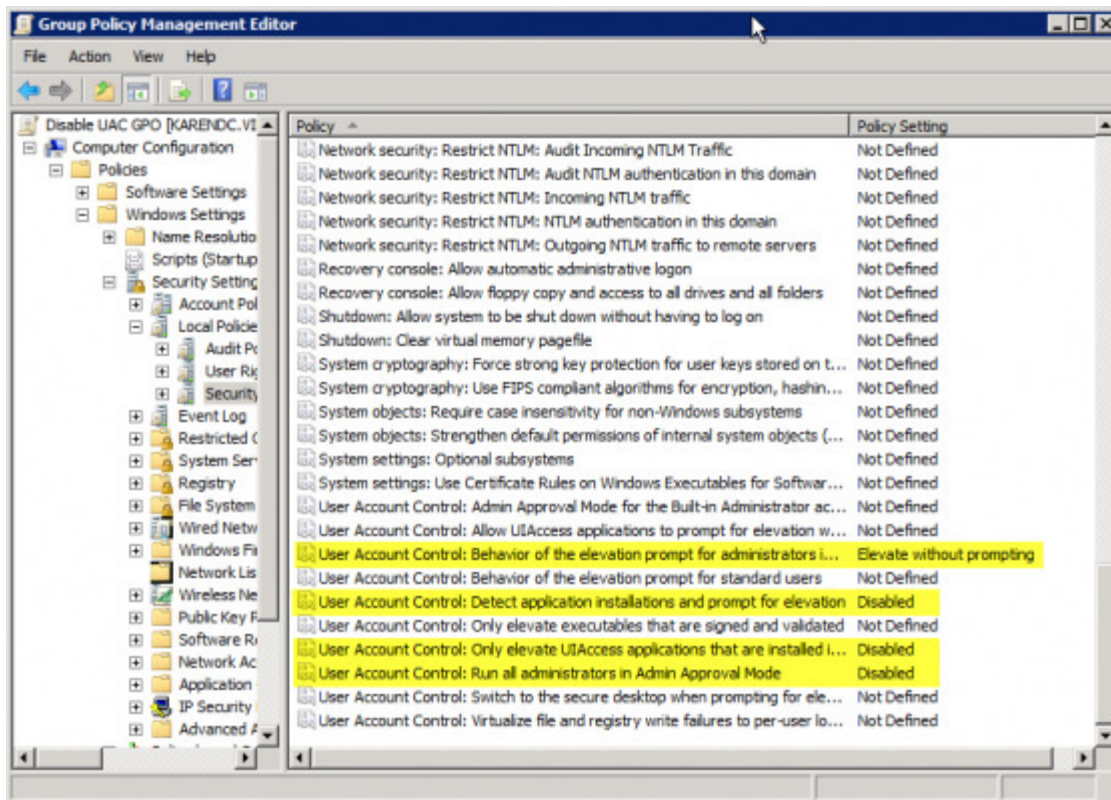 Group Policy Management Editor
File Action View Help
Disable UAC GPO [KARENDC.VI
Computer Configuration
Policies
Software Settings
Windows Settings
Name Resolutio
Scripts (Startup
Security Setting
Account Pol
Local Policie
Audit Po
User Rig
Security
Event Log
Restricted G
System Ser
Registry
File System
Wired Netw
Windows Fi
Network Lis
Wireless Ne
Public Key P
Software Re
Network Ac
Application
IP Security
Advanced A
Policy Policy Setting
Network security: Restrict NTLM: Audit Incoming NTLM Traffic Not Defined
Network security: Restrict NTLM: Audit NTLM authentication in this domain Not Defined
Network security: Restrict NTLM: Incoming NTLM traffic Not Defined
Network security: Restrict NTLM: NTLM authentication in this domain Not Defined
Network security: Restrict NTLM: Outgoing NTLM traffic to remote servers Not Defined
Recovery console: Allow automatic administrative logon Not Defined
Recovery console: Allow floppy copy and access to all drives and all folders Not Defined
Shutdown: Allow system to be shut down without having to log on Not Defined
Shutdown: Clear virtual memory pagefile Not Defined
System cryptography: Force strong key protection for user keys stored on t... Not Defined
System cryptography: Use FIPS compliant algorithms for encryption, hashin... Not Defined
System objects: Require case insensitivity for non-Windows subsystems Not Defined
System objects: Strengthen default permissions of internal system objects (... Not Defined
System settings: Optional subsystems Not Defined
System settings: Use Certificate Rules on Windows Executables for Softwar... Not Defined
User Account Control: Admin Approval Mode for the Built-in Administrator ac... Not Defined
User Account Control: Allow UIAccess applications to prompt for elevation w... Not Defined
User Account Control: Behavior of the elevation prompt for administrators i... Elevate without prompting
User Account Control: Behavior of the elevation prompt for standard users Not Defined
User Account Control: Detect application installations and prompt for elevation Disabled
User Account Control: Only elevate executables that are signed and validated Not Defined
User Account Control: Only elevate UIAccess applications that are installed i... Disabled
User Account Control: Run all administrators in Admin Approval Mode Disabled
User Account Control: Switch to the secure desktop when prompting for ele... Not Defined
User Account Control: Virtualize file and registry write failures to per-user lo... Not Defined